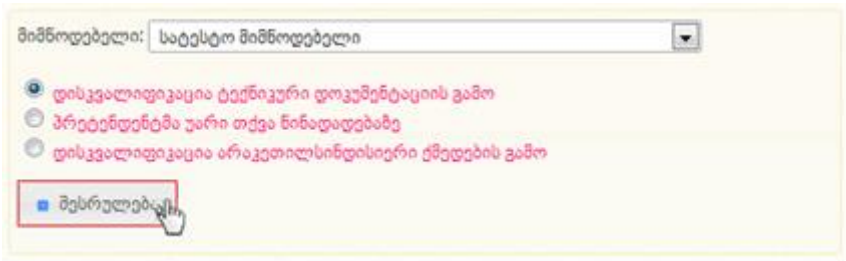 მიმწოდებელი: სატესტო მიმწოდებელი
დისკვალიფიკაცია ტექნიკური დოკუმენტაციის გამო
პრეტენდენტმა უარი თქვა წინადადებაზე
დისკვალიფიკაცია არაკეთილსინდისიერი ქმედების გამო
შესრულება